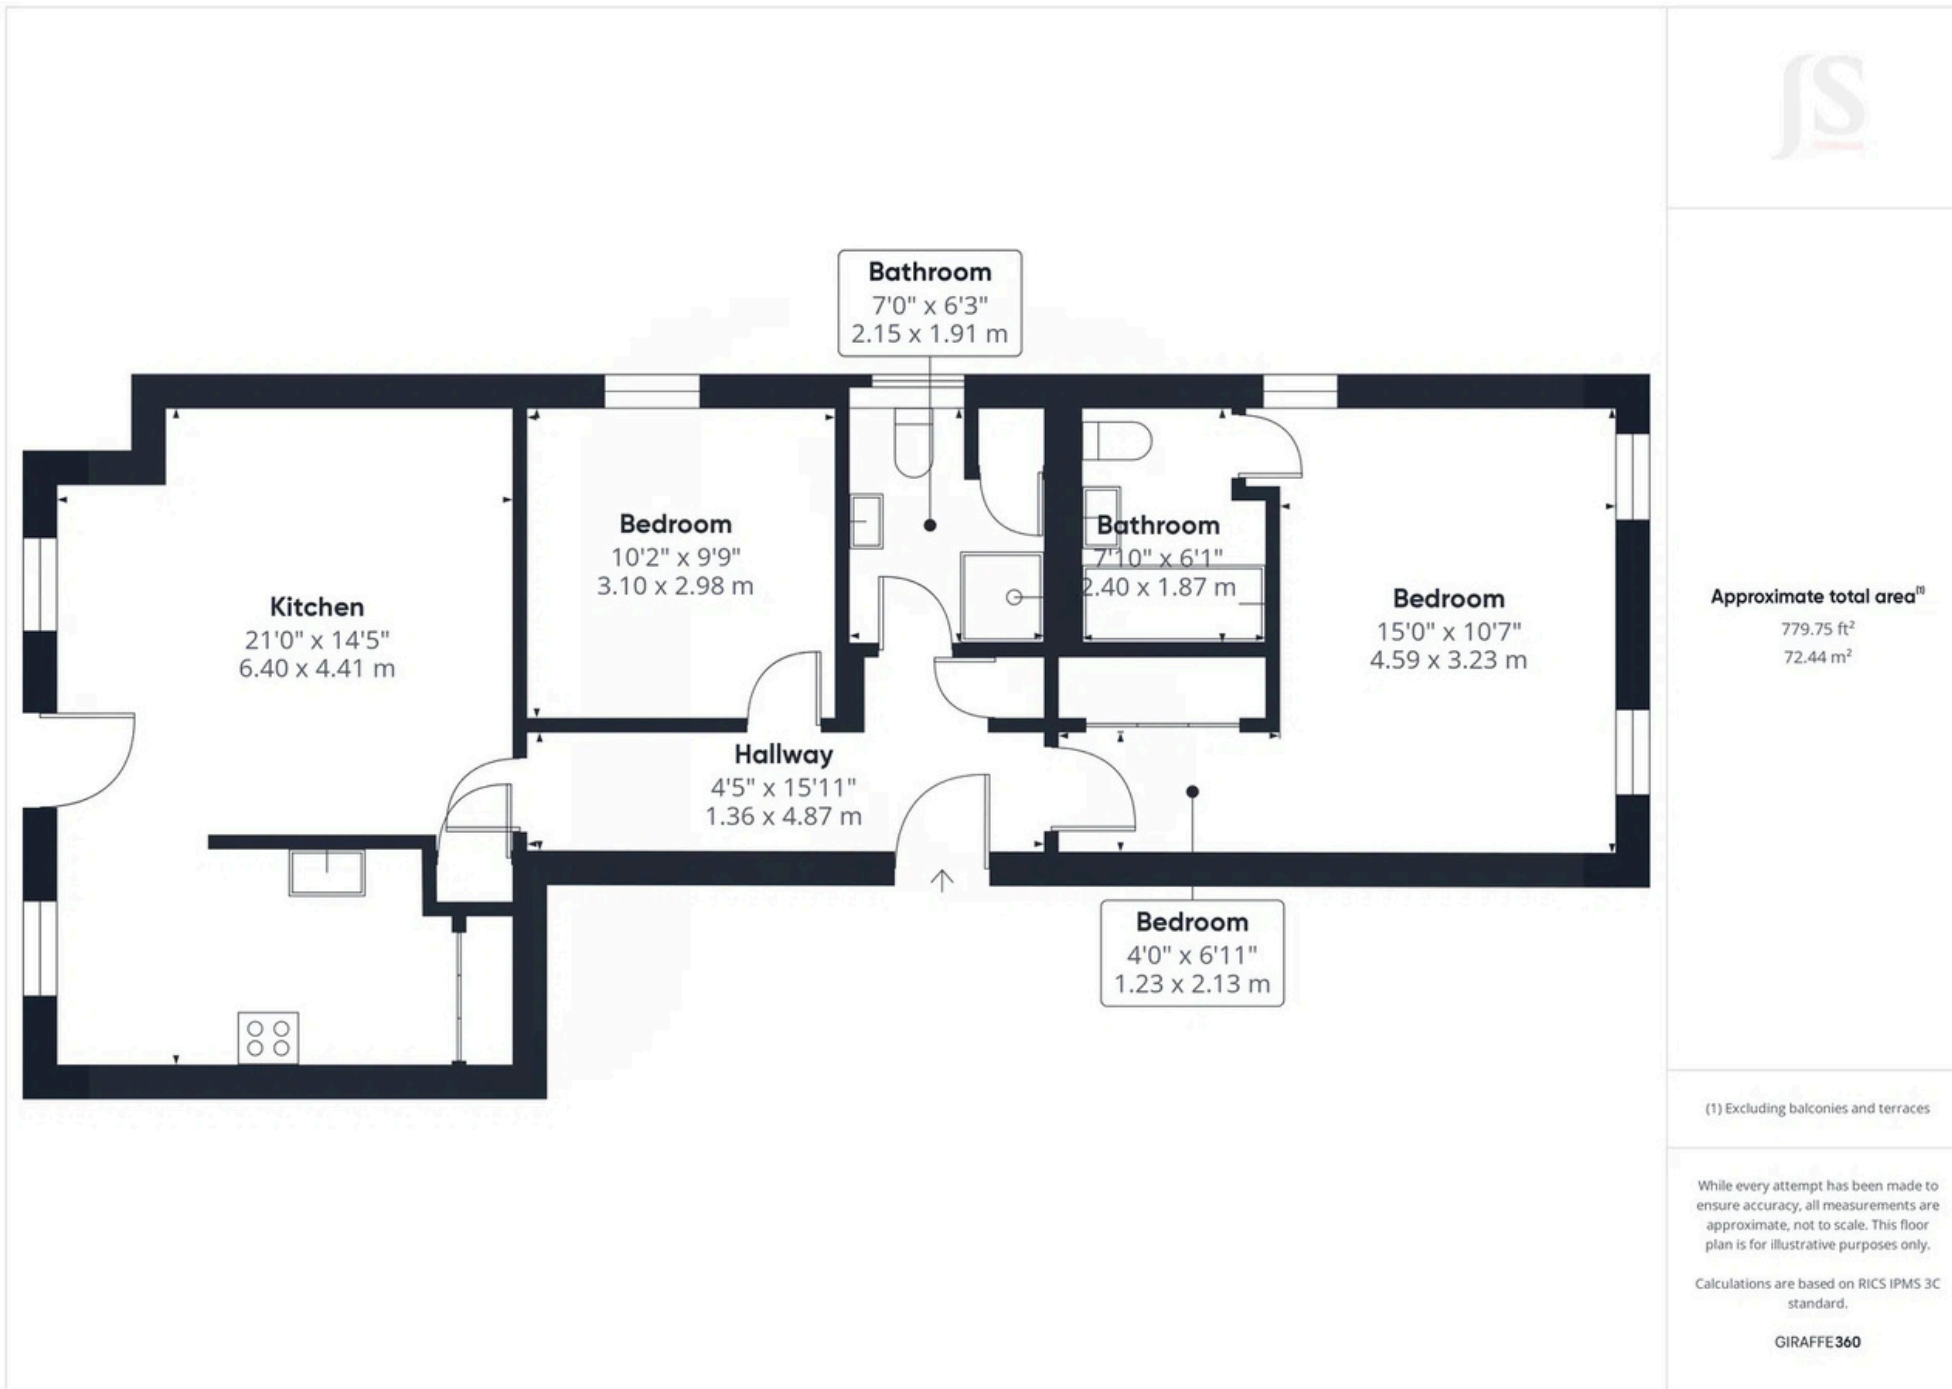 JS
Bathroom
7'0" x 6'3"
2.15 x 1.91 m
Kitchen
21'0" x 14'5"
6.40 x 4.41 m
Bedroom
10'2" x 9'9"
3.10 x 2.98 m
Bathroom
7'10" x 6'1"
2.40 x 1.87 m
Bedroom
15'0" x 10'7"
4.59 x 3.23 m
Hallway
4'5" x 15'11"
1.36 x 4.87 m
Bedroom
4'0" x 6'11"
1.23 x 2.13 m
Approximate total area(1)
779.75 ft²
72.44 m²
(1) Excluding balconies and terraces
While every attempt has been made to
ensure accuracy, all measurements are
approximate, not to scale. This floor
plan is for illustrative purposes only.
Calculations are based on RICS IPMS 3C
standard.
GIRAFFE360